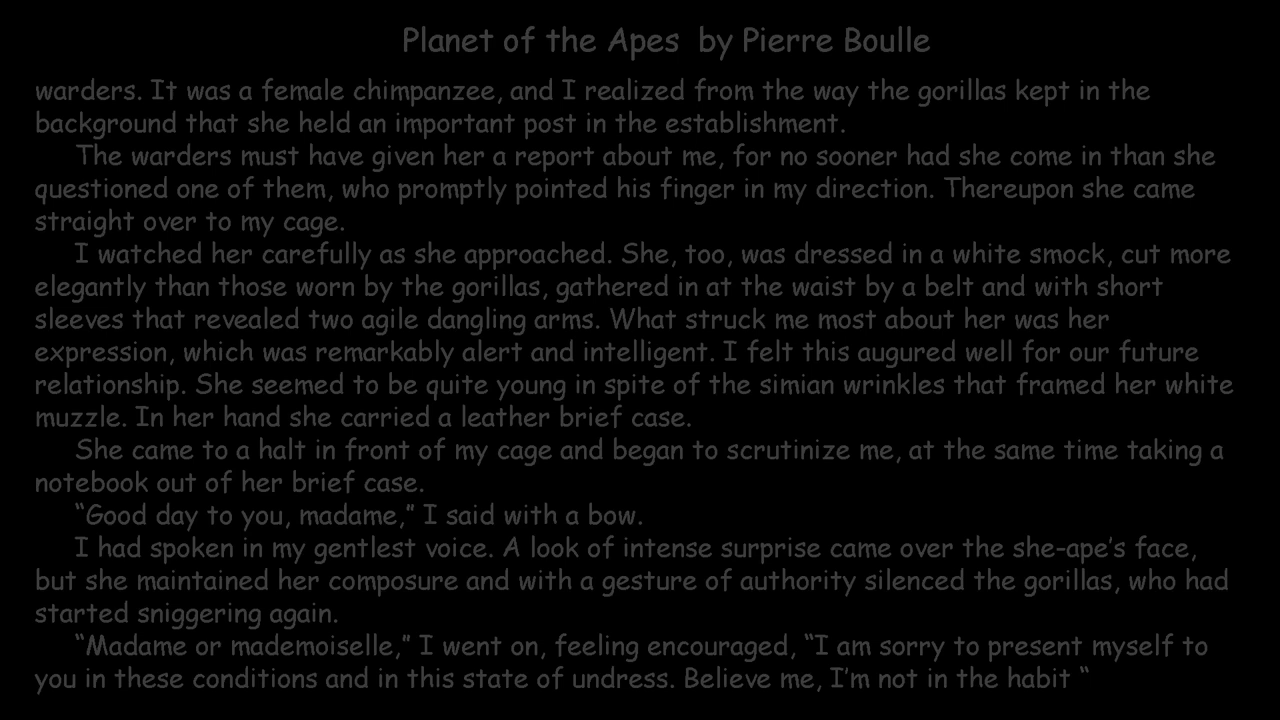 Planet of the Apes  by Pierre Boulle
warders. It was a female chimpanzee, and I realized from the way the gorillas kept in the
background that she held an important post in the establishment.
The warders must have given her a report about me, for no sooner had she come in than she
questioned one of them, who promptly pointed his finger in my direction. Thereupon she came
straight over to my cage.
I watched her carefully as she approached. She, too, was dressed in a white smock, cut more
elegantly than those worn by the gorillas, gathered in at the waist by a belt and with short
sleeves that revealed two agile dangling arms. What struck me most about her was her
expression, which was remarkably alert and intelligent. I felt this augured well for our future
relationship. She seemed to be quite young in spite of the simian wrinkles that framed her white
muzzle. In her hand she carried a leather brief case.
She came to a halt in front of my cage and began to scrutinize me, at the same time taking a
notebook out of her brief case.
“Good day to you, madame,” I said with a bow.
I had spoken in my gentlest voice. A look of intense surprise came over the she-ape’s face,
but she maintained her composure and with a gesture of authority silenced the gorillas, who had
started sniggering again.
“Madame or mademoiselle,” I went on, feeling encouraged, “I am sorry to present myself to
you in these conditions and in this state of undress. Believe me, I’m not in the habit “